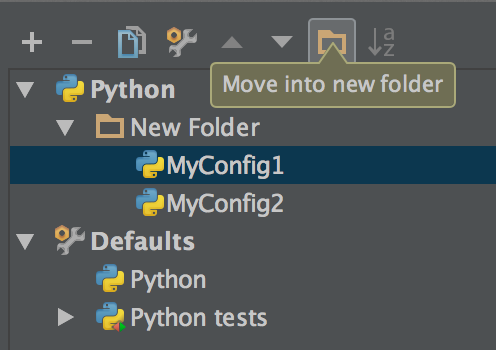 a
z
Move into new folder
Python
New Folder
MyConfig1
MyConfig2
Defaults
Python
Python tests